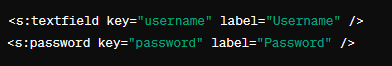 <s:textfield key="username" label="Username" />
<s:password key="password" label="Password" />